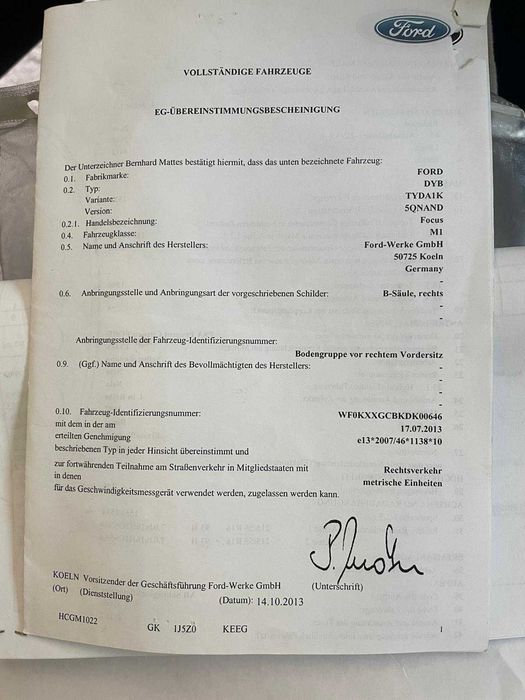 Ford
VOLLSTÄNDIGE FAHRZEUGE
EG-ÜBEREINSTIMMUNGSBESCHEINIGUNG
Der Unterzeichner Bernhard Mattes bestätigt hiermit, dass das unten bezeichnete Fahrzeug:
0.1. Fabrikmarke: FORD
0.2. Typ: DYB
Variante: TYDA1K
Version: 5QNAND
0.2.1. Handelsbezeichnung: Focus
0.4. Fahrzeugklasse: M1
0.5. Name und Anschrift des Herstellers: Ford-Werke GmbH
50725 Koeln
Germany
-
0.6. Anbringungsstelle und Anbringungsart der vorgeschriebenen Schilder: B-Säule, rechts
-
-
Anbringungsstelle der Fahrzeug-Identifizierungsnummer:
Bodengruppe vor rechtem Vordersitz
0.9. (Ggf.) Name und Anschrift des Bevollmächtigten des Herstellers: -
-
-
-
0.10. Fahrzeug-Identifizierungsnummer: WF0KXXGCBKDK00646
mit dem in der am 17.07.2013
erteilten Genehmigung e13*2007/46*1138*10
beschriebenen Typ in jeder Hinsicht übereinstimmt und
zur fortwährenden Teilnahme am Straßenverkehr in Mitgliedstaaten mit Rechtsverkehr
in denen metrische Einheiten
für das Geschwindigkeitsmessgerät verwendet werden, zugelassen werden kann.
KOELN Vorsitzender der Geschäftsführung Ford-Werke GmbH (Unterschrift)
(Ort) (Dienststellung) (Datum): 14.10.2013
HCGM1022 GK 1J5Z0 KEEG 1